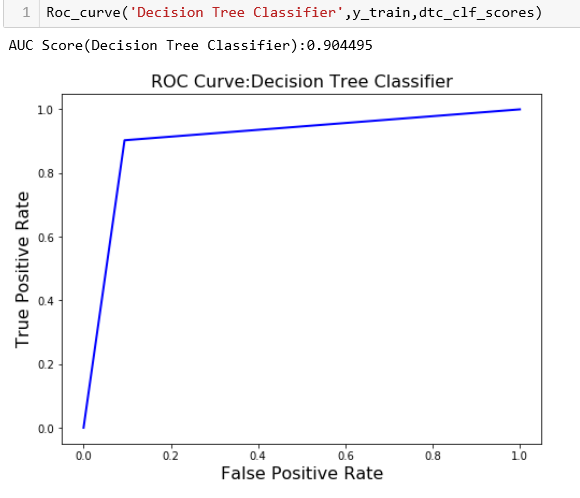 1 Roc_curve('Decision Tree Classifier',y_train,dtc_clf_scores)
AUC Score(Decision Tree Classifier):0.904495
ROC Curve:Decision Tree Classifier
True Positive Rate
1.0
0.8
0.6
0.4
0.2
0.0
0.0 0.2 0.4 0.6 0.8 1.0
False Positive Rate